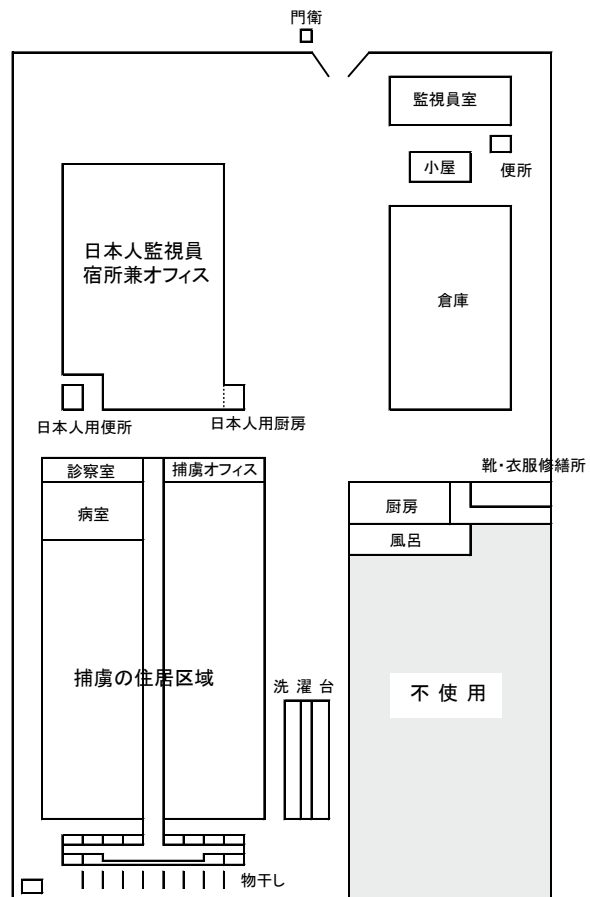 門衛
監視員室
小屋
便所
日本人監視員
宿所兼オフィス
倉庫
日本人用便所
日本人用厨房
診察室
捕虜オフィス
靴・衣服修繕所
病室
厨房
風呂
捕虜の住居区域
洗濯台
不使用
物干し